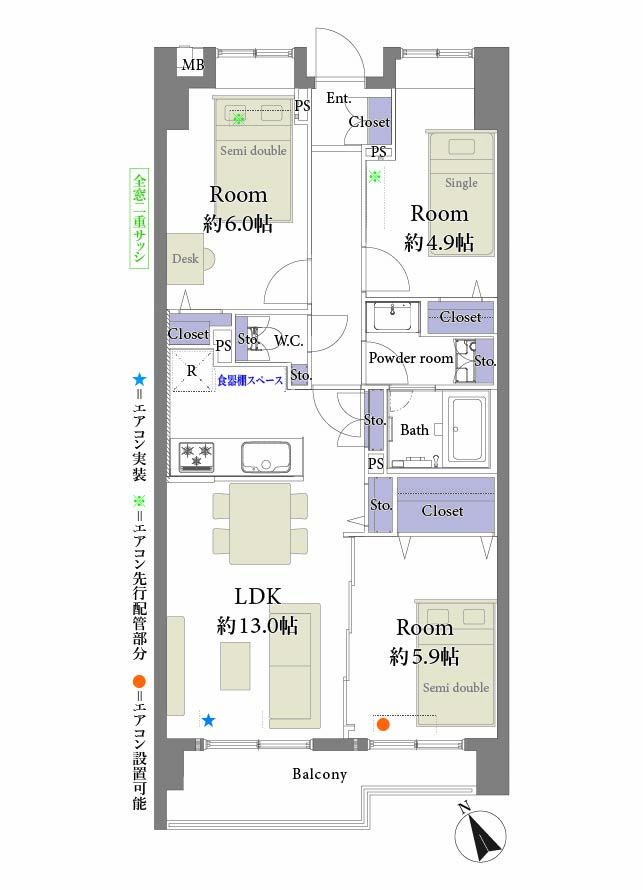 MB
PS
Ent.
Closet
PS
Semi double
Room
約6.0帖
Desk
Single
Room
約4.9帖
全窓二重サッシ
Closet
PS
Sto.
W.C.
Sto.
Closet
Powder room
Sto.
R
食器棚スペース
Sto.
Bath
PS
Sto.
Closet
LDK
約13.0帖
Room
約5.9帖
Semi double
Balcony
N
★=エアコン実装
※=エアコン先行配管部分
●=エアコン設置可能